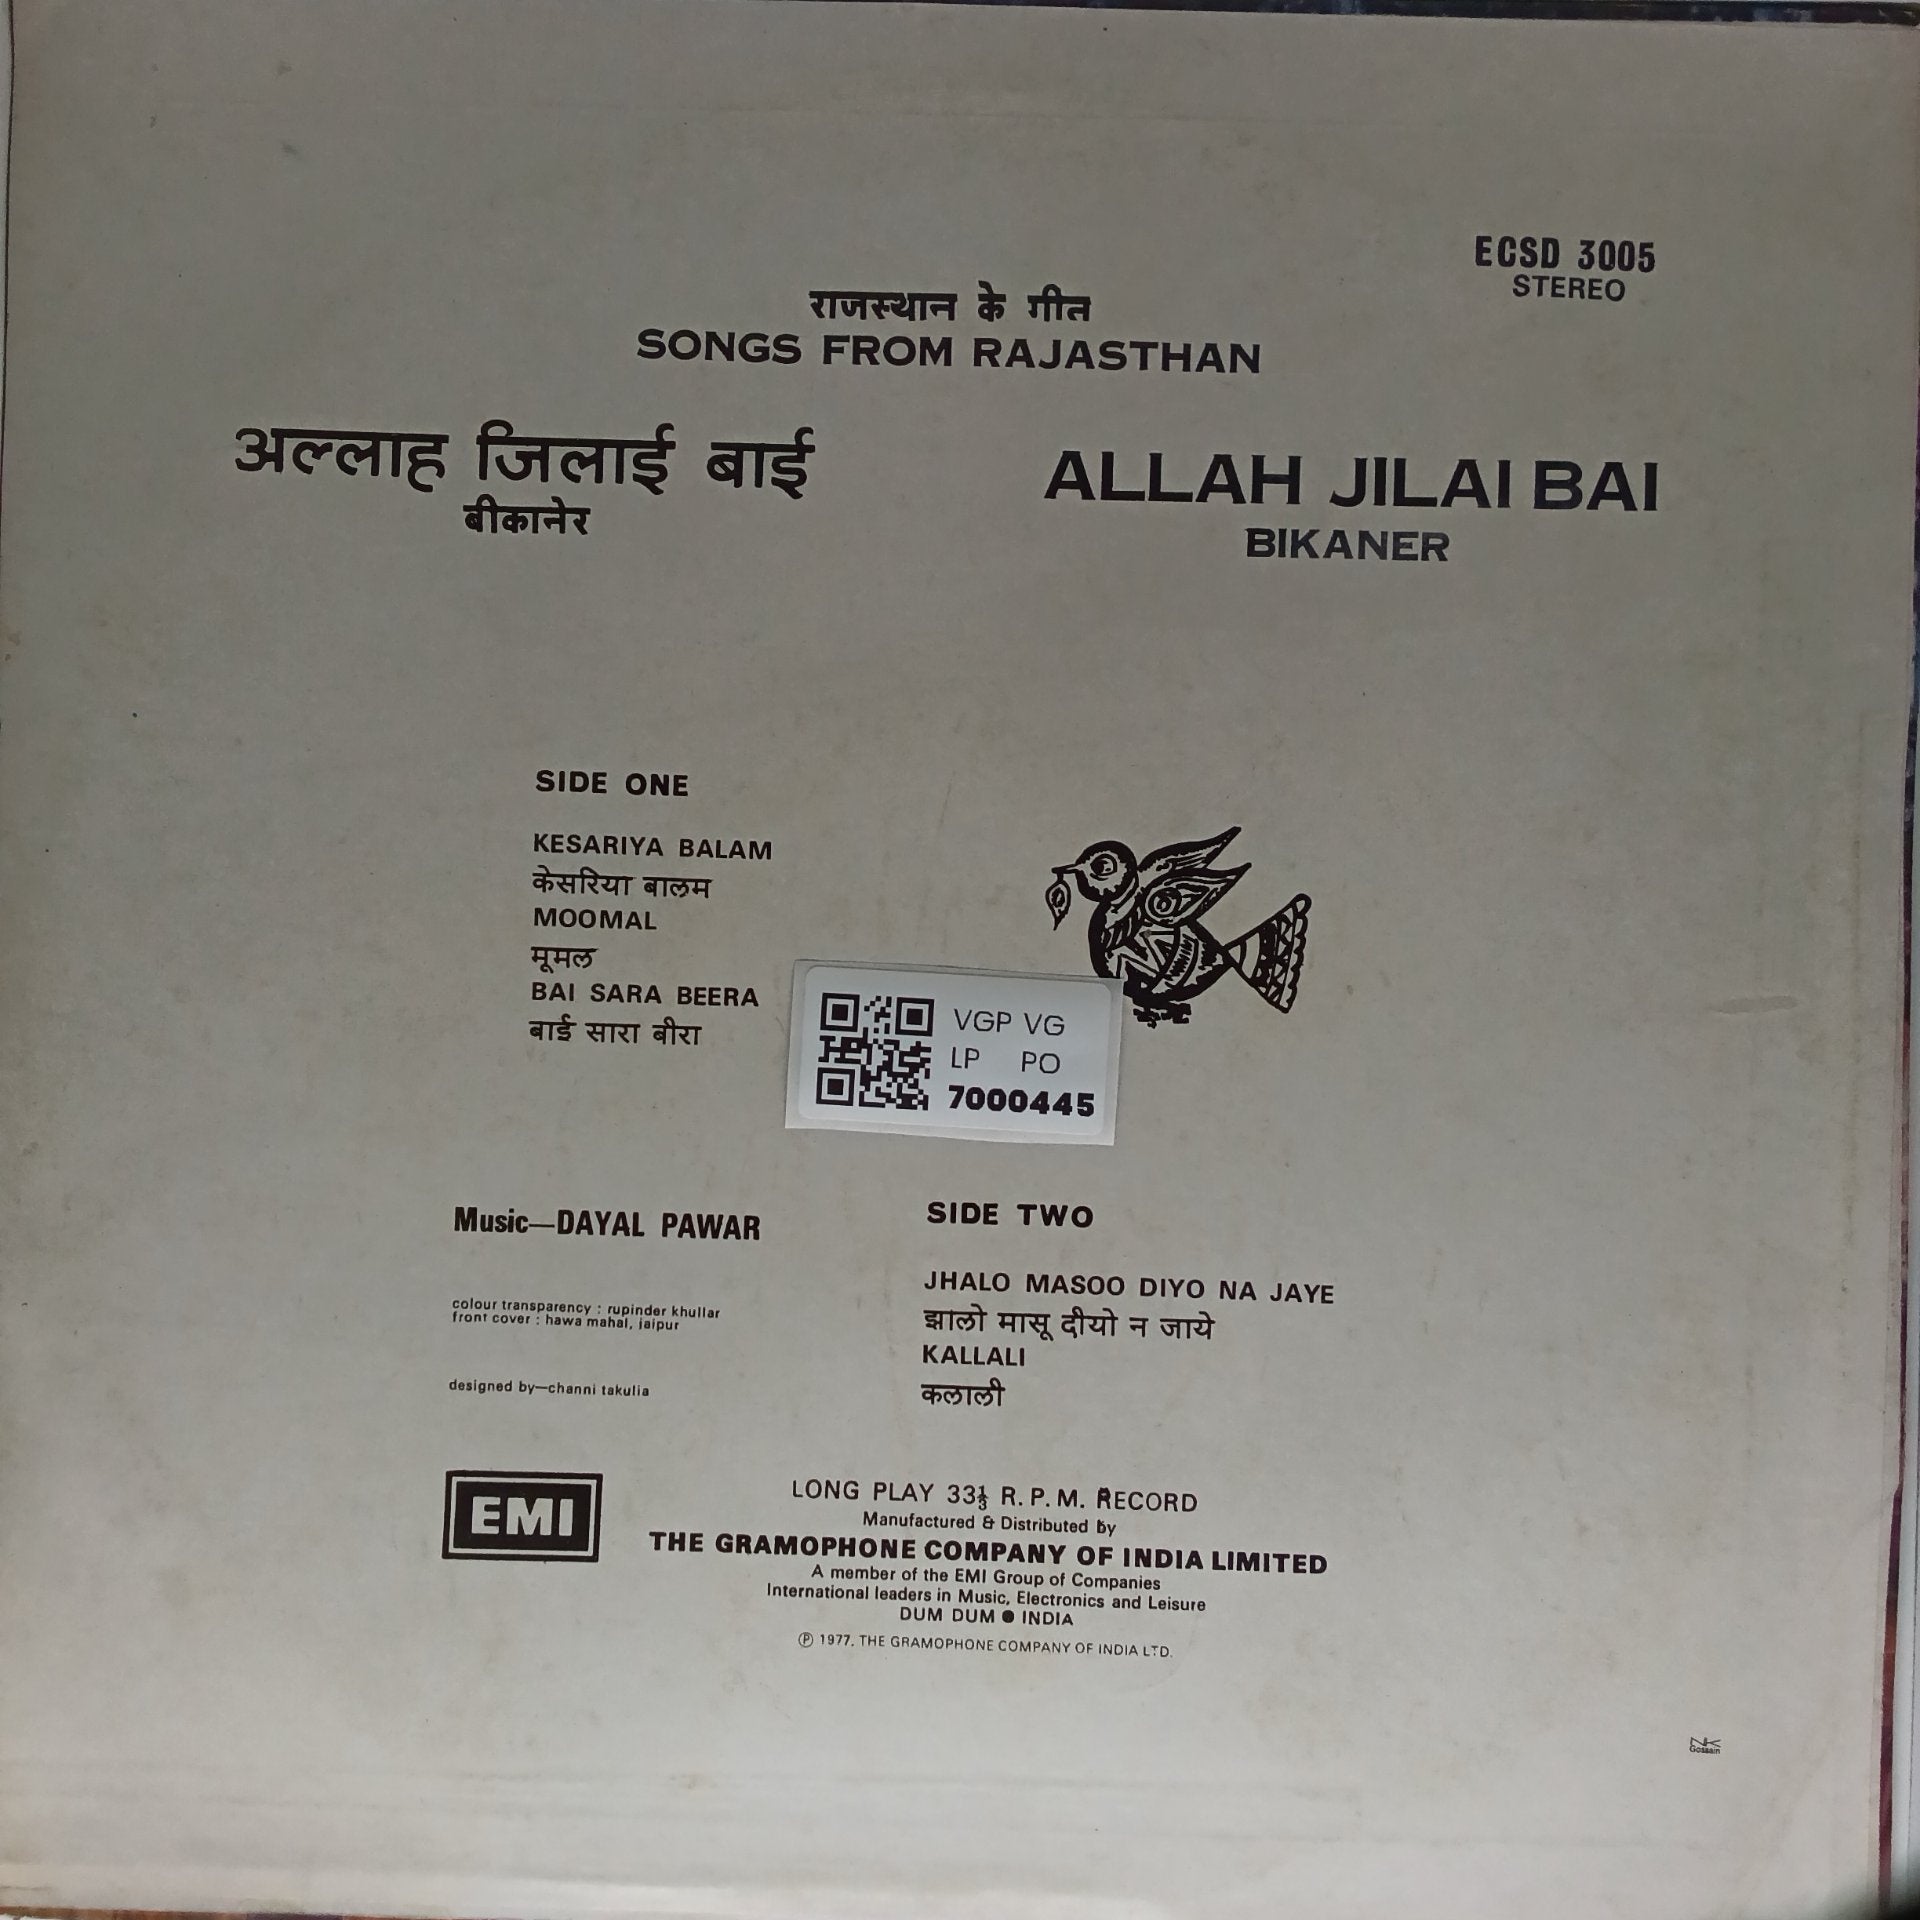 ECSD 3005
STEREO
राजस्थान के गीत
SONGS FROM RAJASTHAN
अल्लाह जिलाई बाई
बीकानेर
ALLAH JILAI BAI
BIKANER
SIDE ONE
KESARIYA BALAM
केसरिया बालम
MOOMAL
मूमल
BAI SARA BEERA
बाई सारा बीरा
VGP VG
LP PO
7000445
Music—DAYAL PAWAR
colour transparency : rupinder khullar
front cover : hawa mahal, jaipur
designed by—channi takulia
SIDE TWO
JHALO MASOO DIYO NA JAYE
झालो मासू दीयो न जाये
KALLALI
कलाली
EMI
LONG PLAY 33⅓ R.P.M. RECORD
Manufactured & Distributed by
THE GRAMOPHONE COMPANY OF INDIA LIMITED
A member of the EMI Group of Companies
International leaders in Music, Electronics and Leisure
DUM DUM ● INDIA
℗ 1977. THE GRAMOPHONE COMPANY OF INDIA LTD.
NK
Gossain